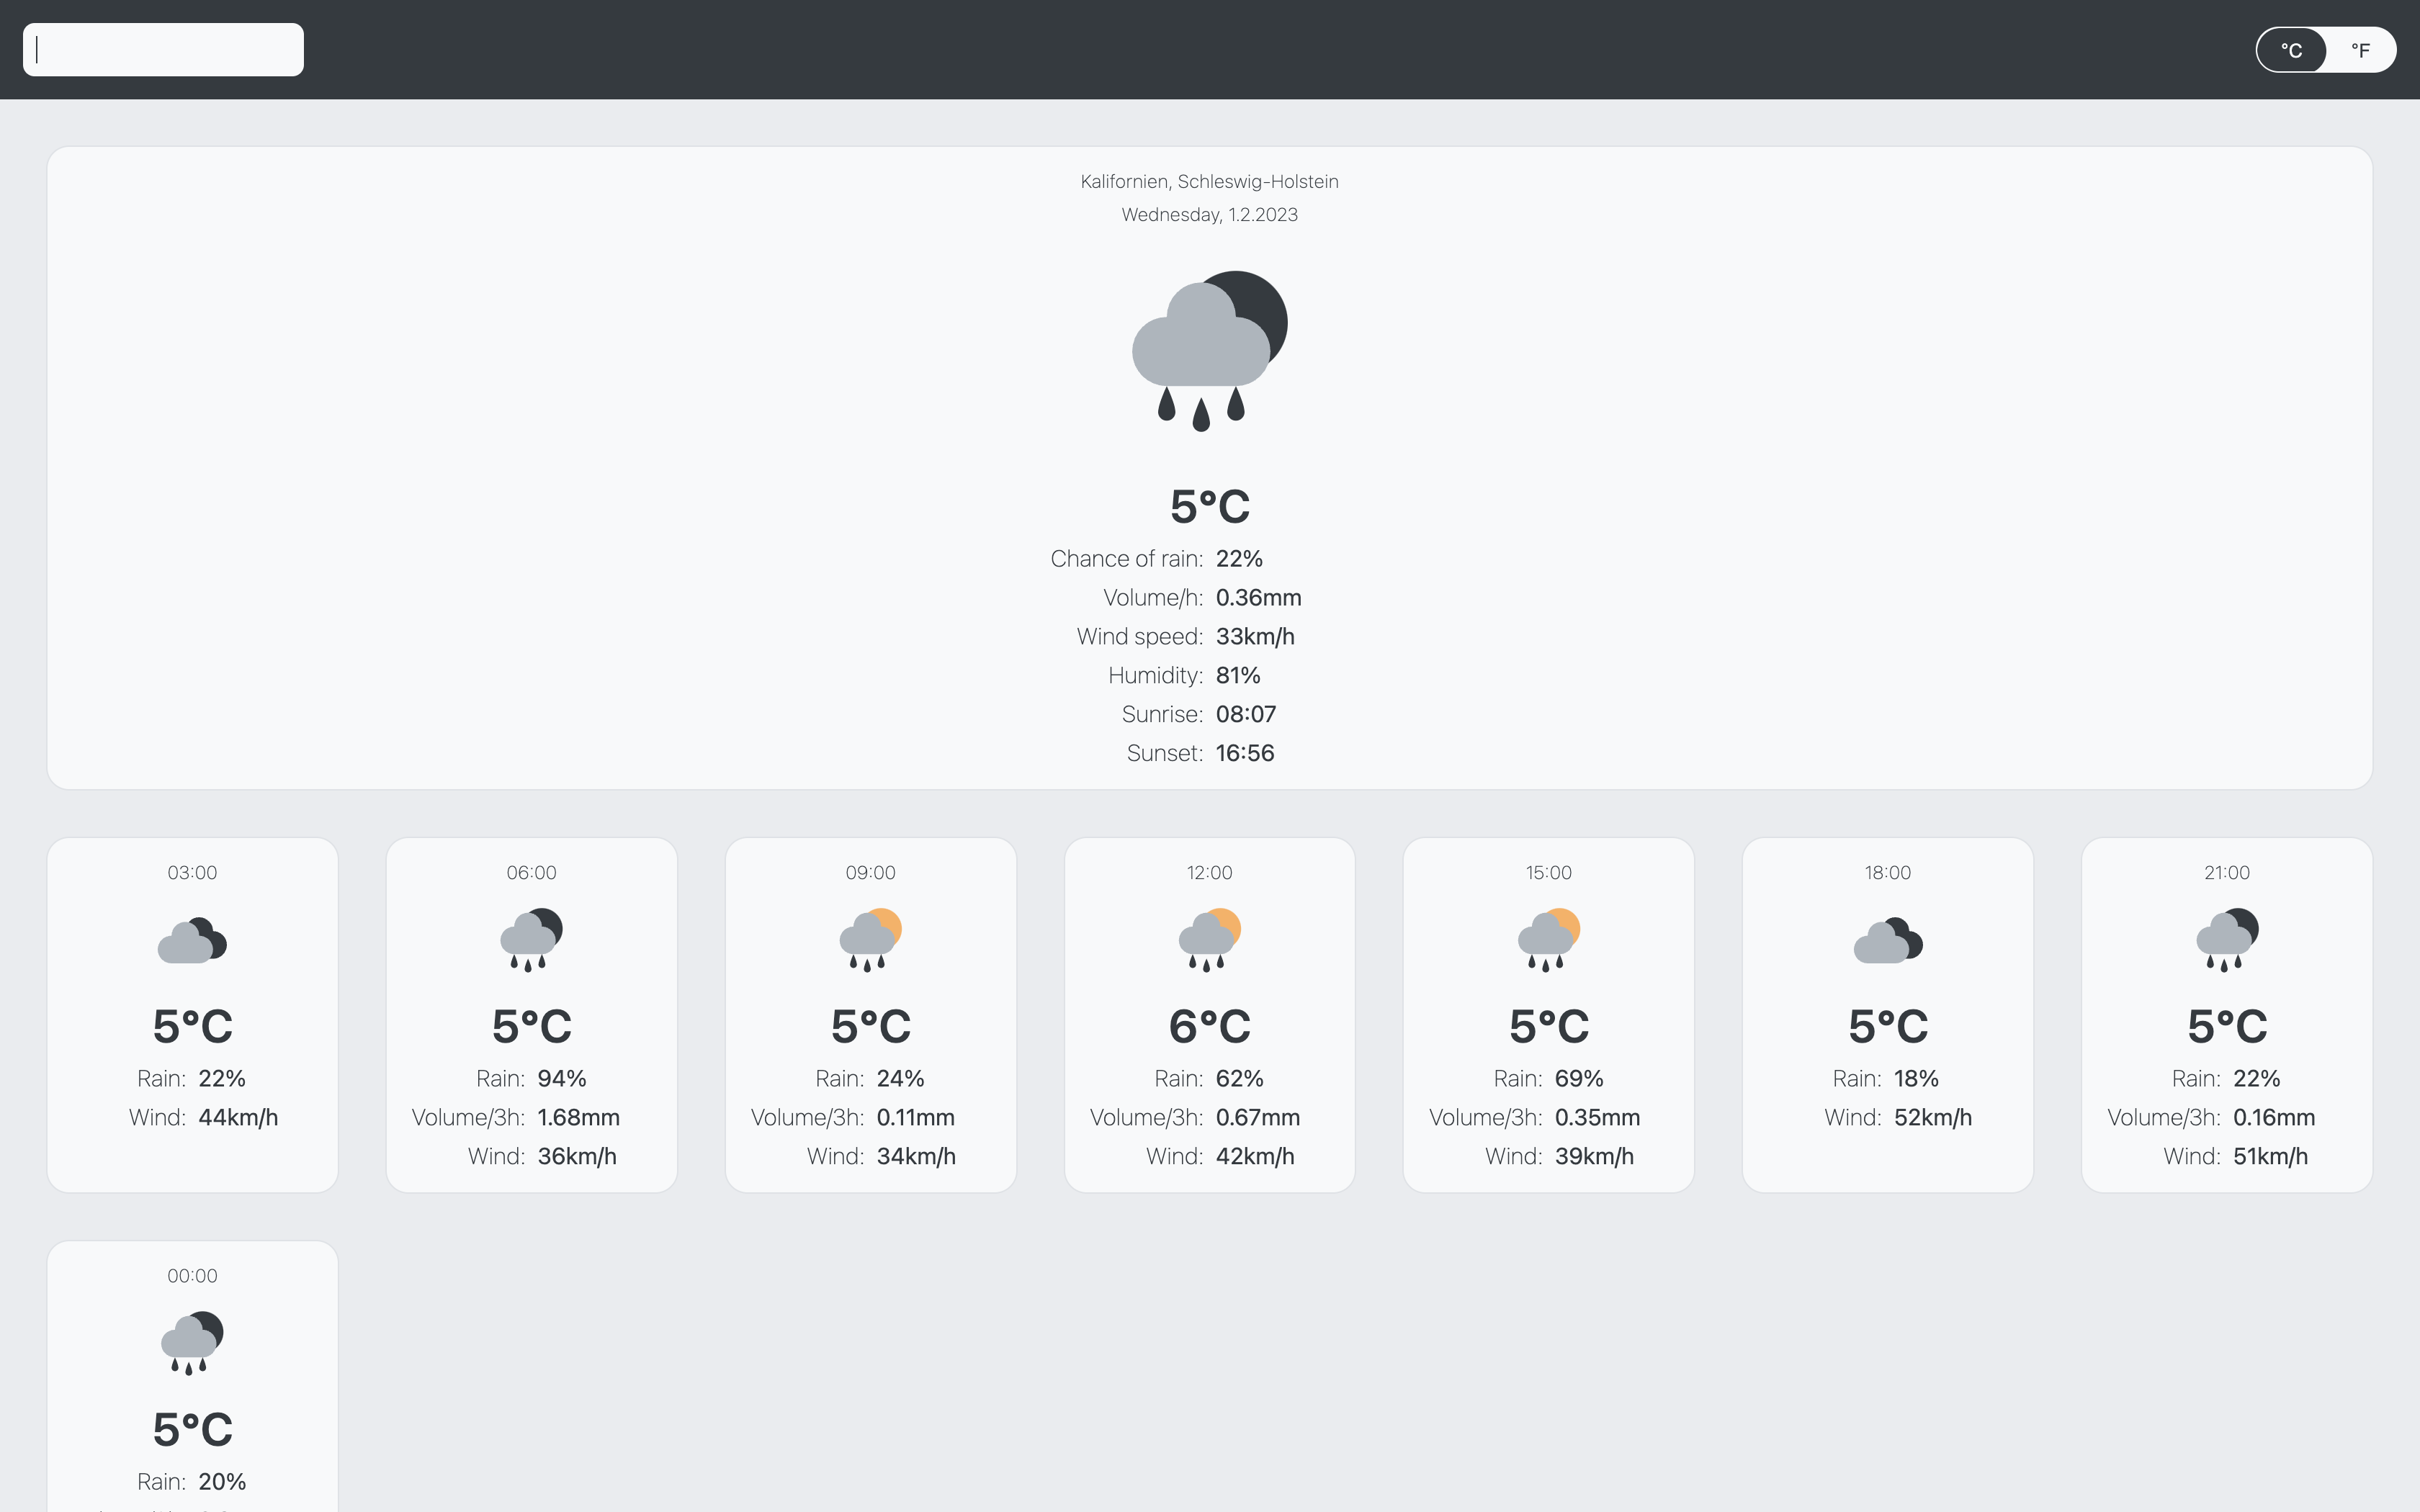 °C °F
Kalifornien, Schleswig-Holstein
Wednesday, 1.2.2023
5°C
Chance of rain: 22%
Volume/h: 0.36mm
Wind speed: 33km/h
Humidity: 81%
Sunrise: 08:07
Sunset: 16:56
03:00
5°C
Rain: 22%
Wind: 44km/h
06:00
5°C
Rain: 94%
Volume/3h: 1.68mm
Wind: 36km/h
09:00
5°C
Rain: 24%
Volume/3h: 0.11mm
Wind: 34km/h
12:00
6°C
Rain: 62%
Volume/3h: 0.67mm
Wind: 42km/h
15:00
5°C
Rain: 69%
Volume/3h: 0.35mm
Wind: 39km/h
18:00
5°C
Rain: 18%
Wind: 52km/h
21:00
5°C
Rain: 22%
Volume/3h: 0.16mm
Wind: 51km/h
00:00
5°C
Rain: 20%